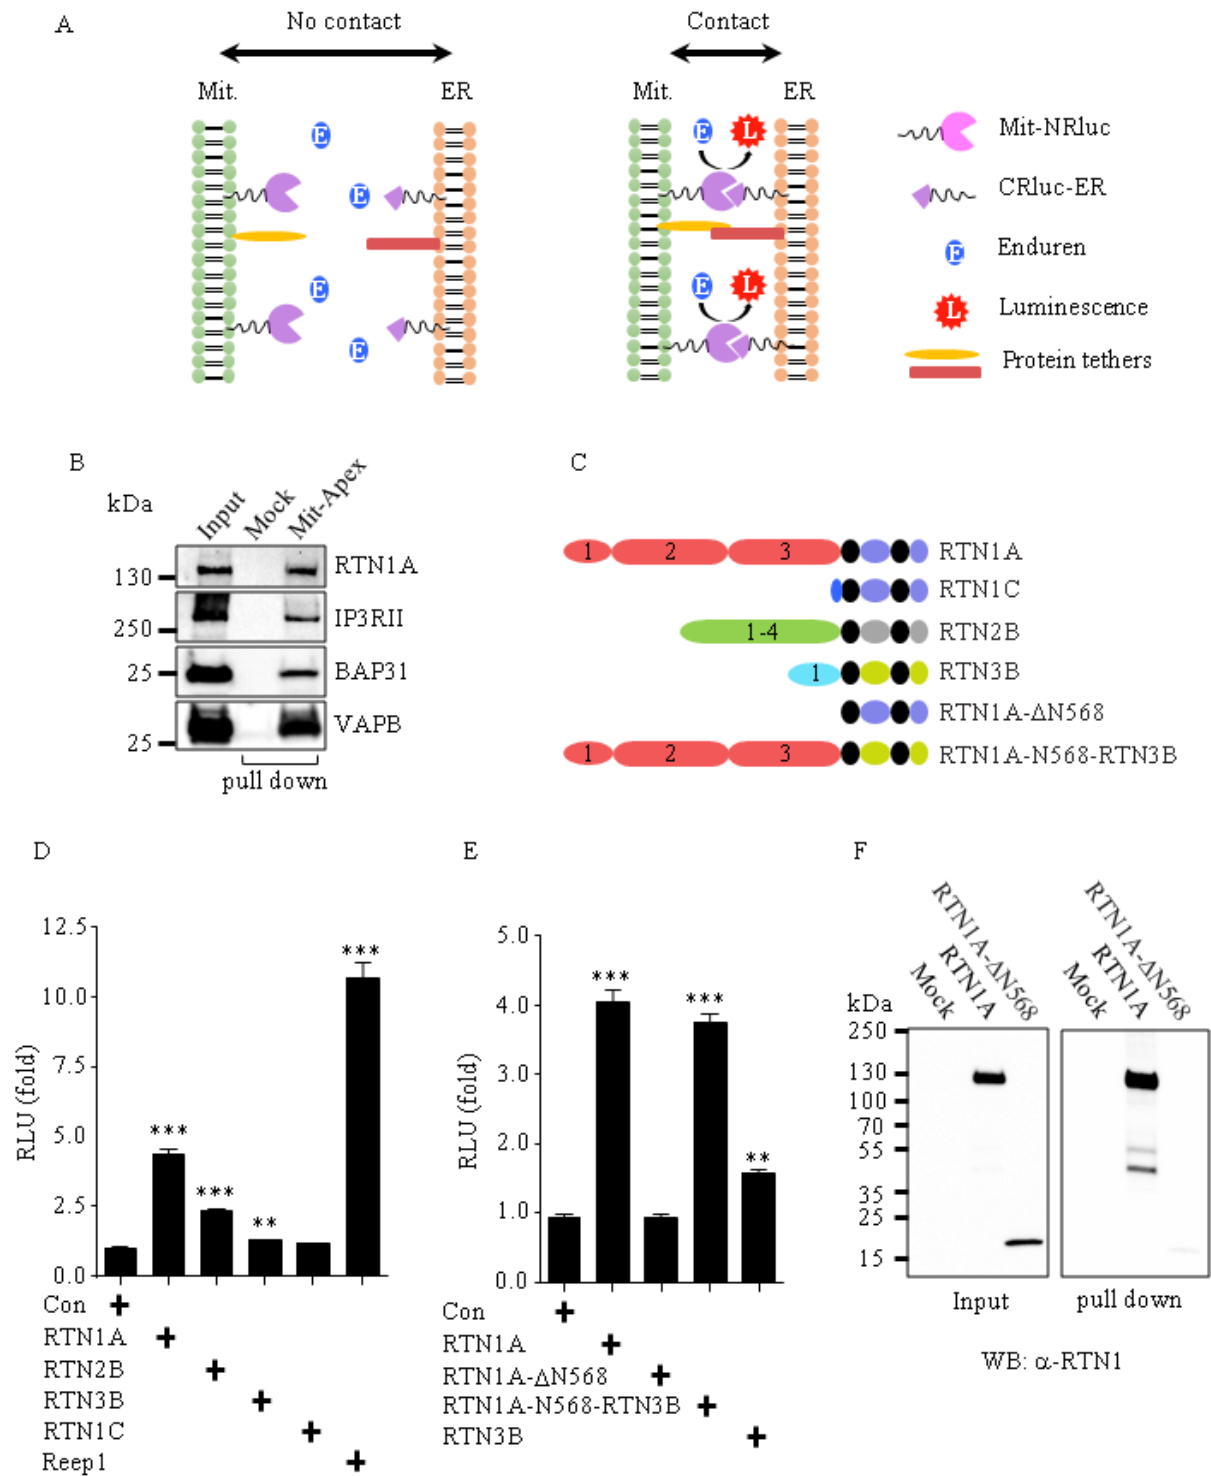 A
No contact
Contact
Mit.
ER
Mit.
ER
E
E
E
E
E
L
E
L
Mit-NRluc
CRluc-ER
E
Enduren
L
Luminescence
Protein tethers
B
kDa
Input
Mock
Mit-Apex
130
RTN1A
250
IP3RII
25
BAP31
25
VAPB
pull down
C
1 2 3 RTN1A
RTN1C
1-4 RTN2B
1 RTN3B
RTN1A-ΔN568
1 2 3 RTN1A-N568-RTN3B
D
RLU (fold)
12.5
10.0
7.5
5.0
2.5
0.0
***
***
**
***
Con +
RTN1A +
RTN2B +
RTN3B +
RTN1C +
Reep1 +
E
RLU (fold)
5.0
4.0
3.0
2.0
1.0
0.0
***
***
**
Con +
RTN1A +
RTN1A-ΔN568 +
RTN1A-N568-RTN3B +
RTN3B +
F
kDa
Mock
RTN1A
RTN1A-ΔN568
Mock
RTN1A
RTN1A-ΔN568
250
130
100
70
55
35
25
15
Input
pull down
WB: α-RTN1